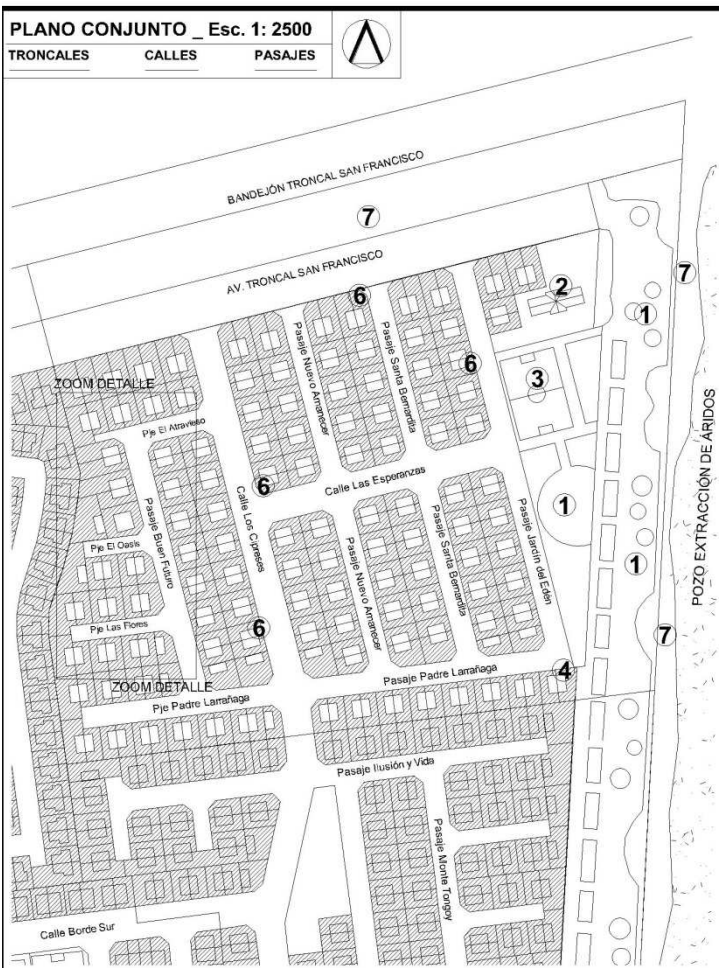 PLANO CONJUNTO _ Esc. 1: 2500
TRONCALES CALLES PASAJES
BANDEJÓN TRONCAL SAN FRANCISCO
7
AV. TRONCAL SAN FRANCISCO
7
2
6
1
ZOOM DETALLE
Pasaje Nuevo Amanecer
Pasaje Santa Bernardita
6
3
Pje El Atravieso
Calle Las Esperanzas
6
1
Pasaje Buen Futuro
Calle Los Cipreses
Pje El Oasis
Pasaje Nuevo Amanecer
Pasaje Santa Bernardita
Pasaje Jardín del Edén
1
POZO EXTRACCIÓN DE ÁRIDOS
Pje Las Flores
6
7
ZOOM DETALLE
Pasaje Padre Larrañaga
4
Pje Padre Larrañaga
Pasaje Ilusión y Vida
Pasaje Monte Tongoy
Calle Borde Sur